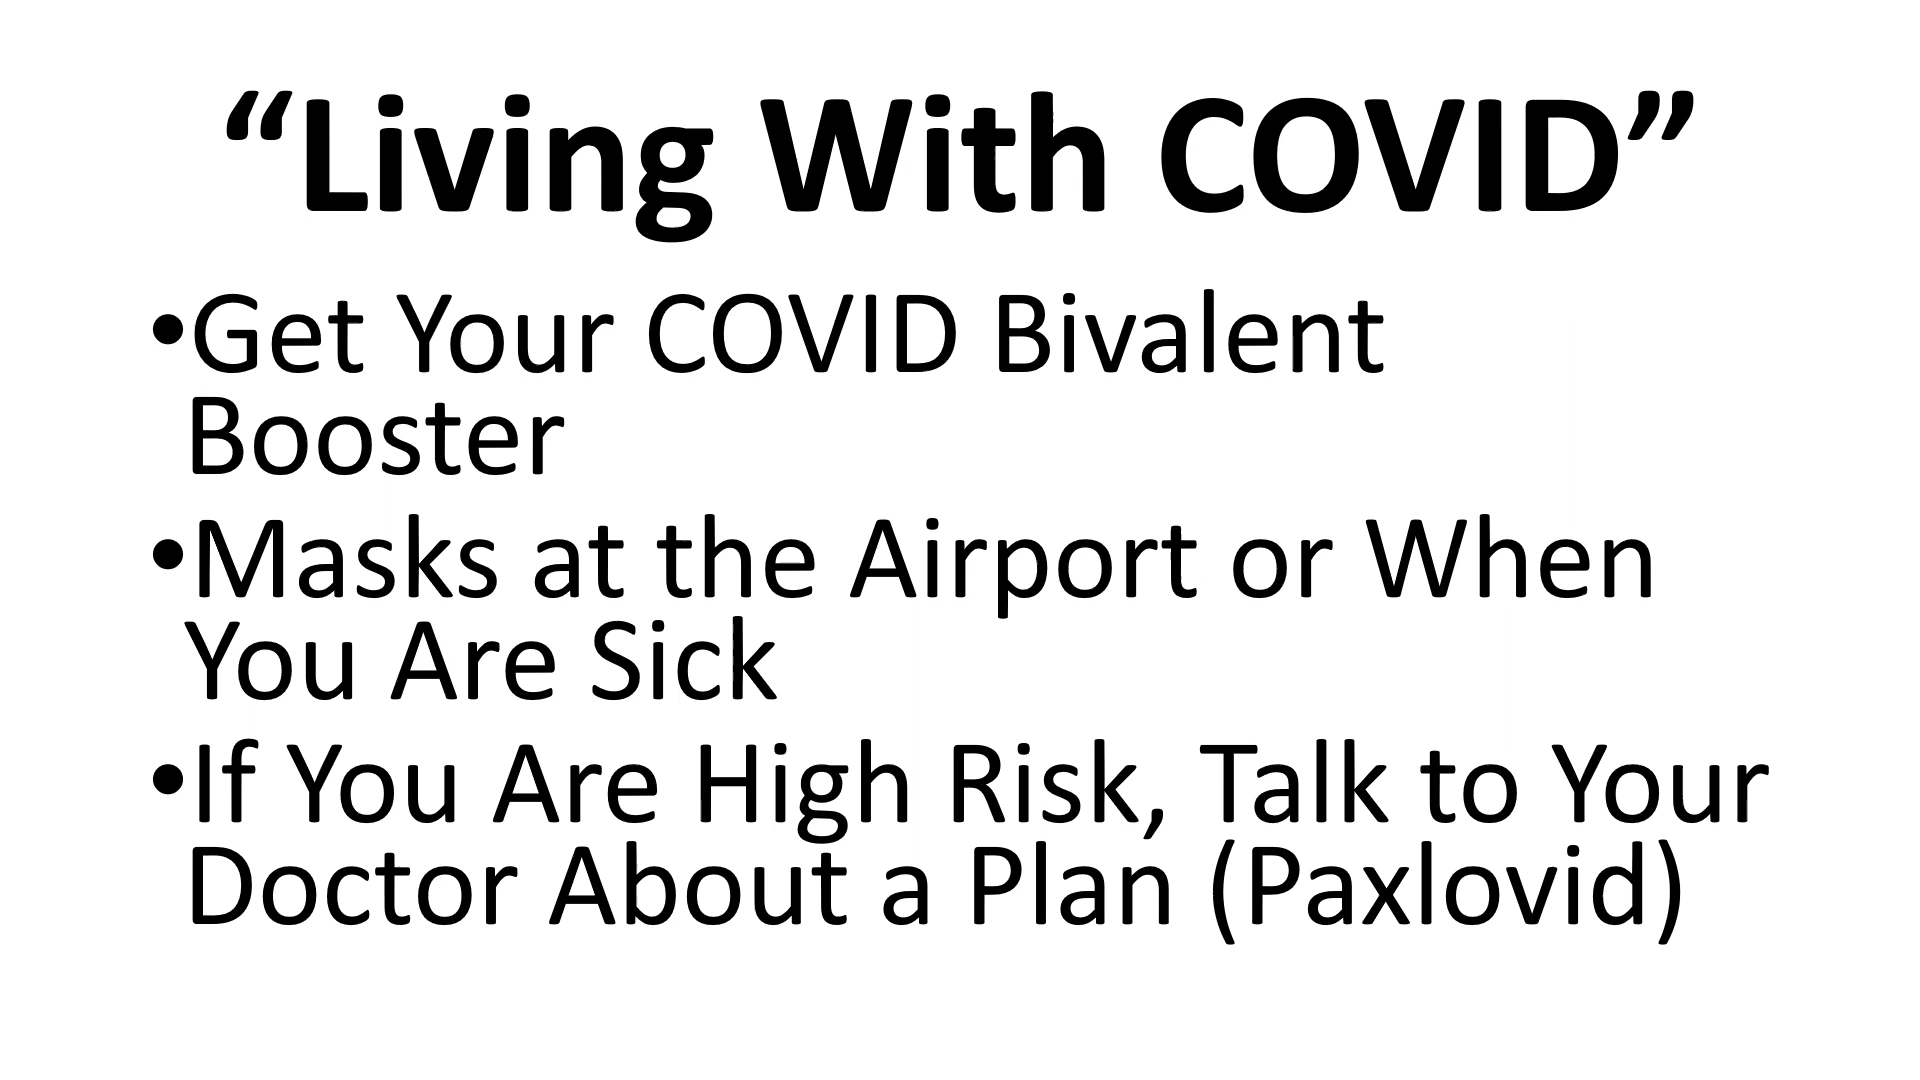 “Living With COVID”
•Get Your COVID Bivalent
Booster
•Masks at the Airport or When
You Are Sick
•If You Are High Risk, Talk to Your
Doctor About a Plan (Paxlovid)